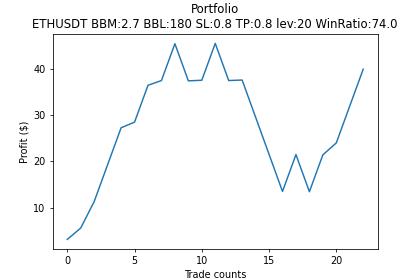 Portfolio
ETHUSDT BBM:2.7 BBL:180 SL:0.8 TP:0.8 lev:20 WinRatio:74.0
Profit ($)
40
30
20
10
0
5
10
15
20
Trade counts